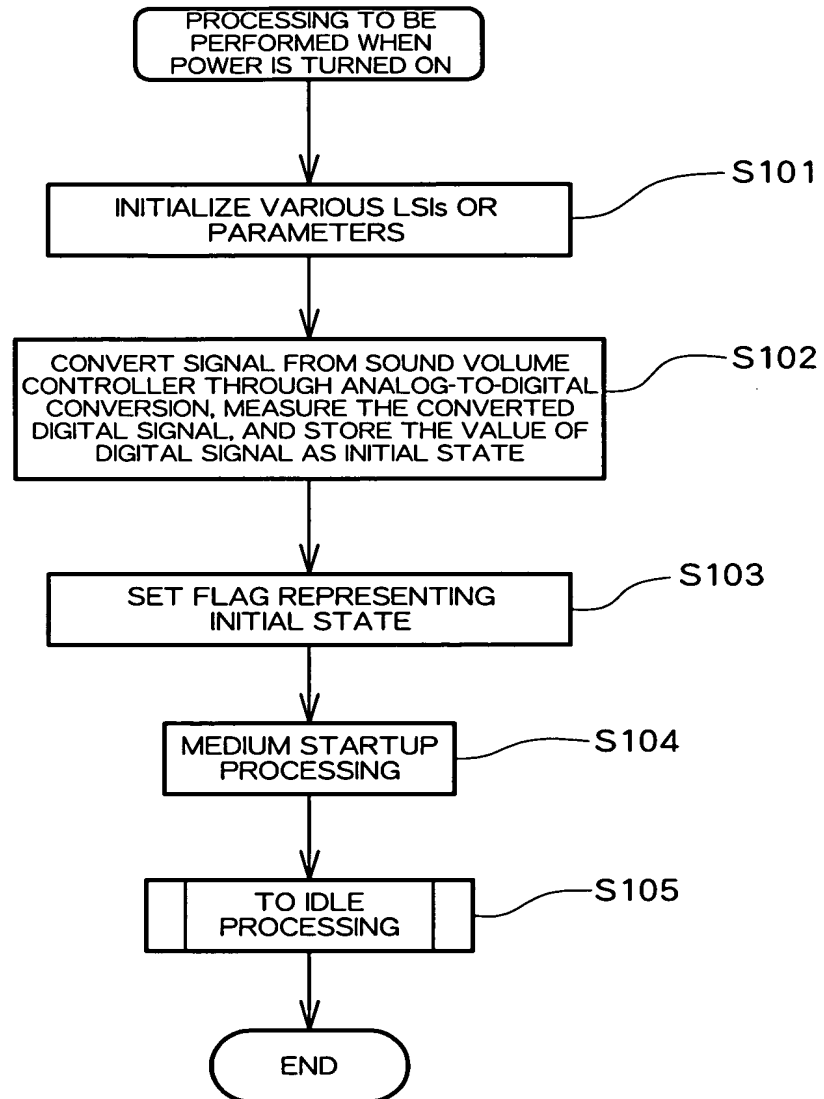 PROCESSING TO BE
PERFORMED WHEN
POWER IS TURNED ON
S101
INITIALIZE VARIOUS LSIs OR
PARAMETERS
S102
CONVERT SIGNAL FROM SOUND VOLUME
CONTROLLER THROUGH ANALOG-TO-DIGITAL
CONVERSION, MEASURE THE CONVERTED
DIGITAL SIGNAL, AND STORE THE VALUE OF
DIGITAL SIGNAL AS INITIAL STATE
S103
SET FLAG REPRESENTING
INITIAL STATE
S104
MEDIUM STARTUP
PROCESSING
S105
TO IDLE
PROCESSING
END